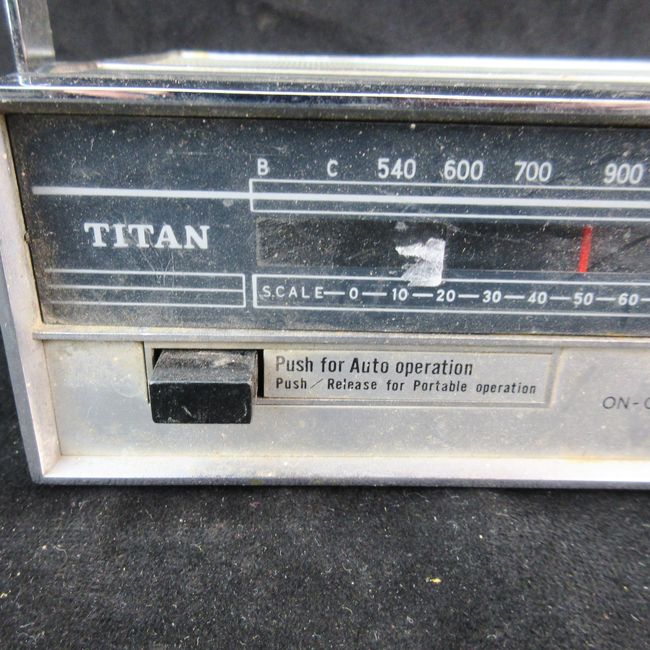 B C 540 600 700 900
TITAN
SCALE—0—10—20—30—40—50—60—
Push for Auto operation
Push／Release for Portable operation
ON-